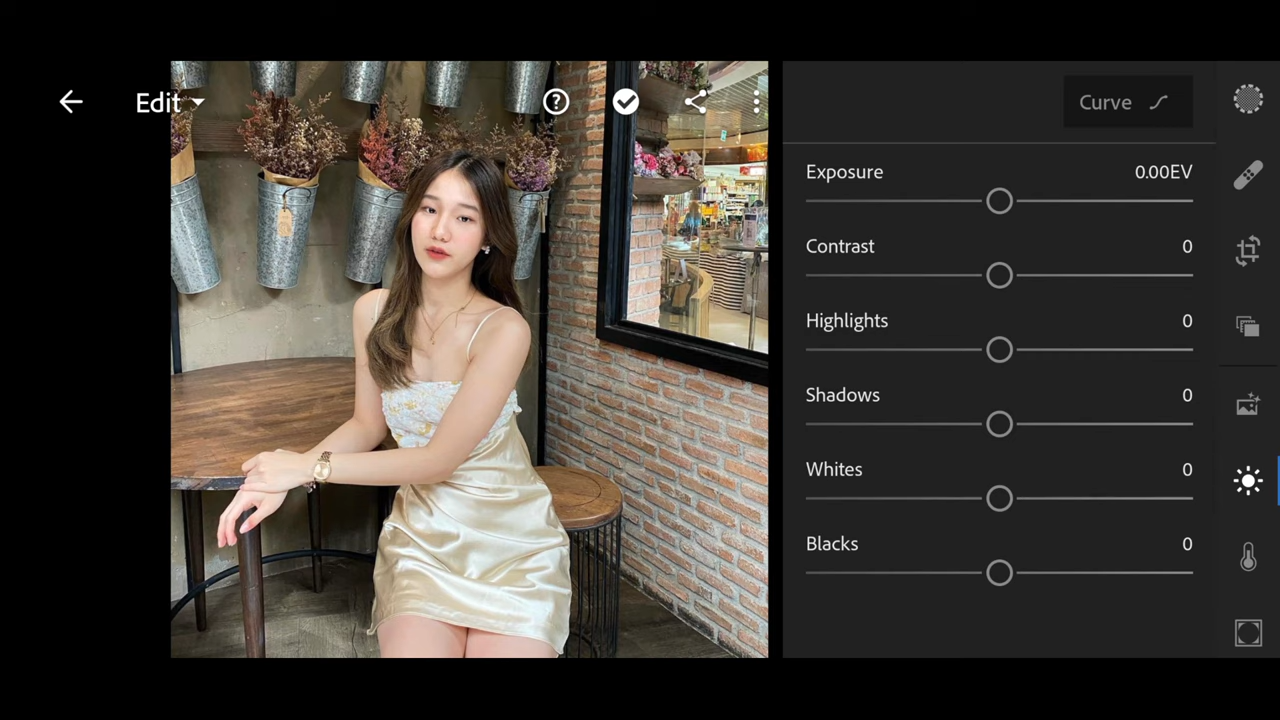 Edit
Curve
Exposure 0.00EV
Contrast 0
Highlights 0
Shadows 0
Whites 0
Blacks 0